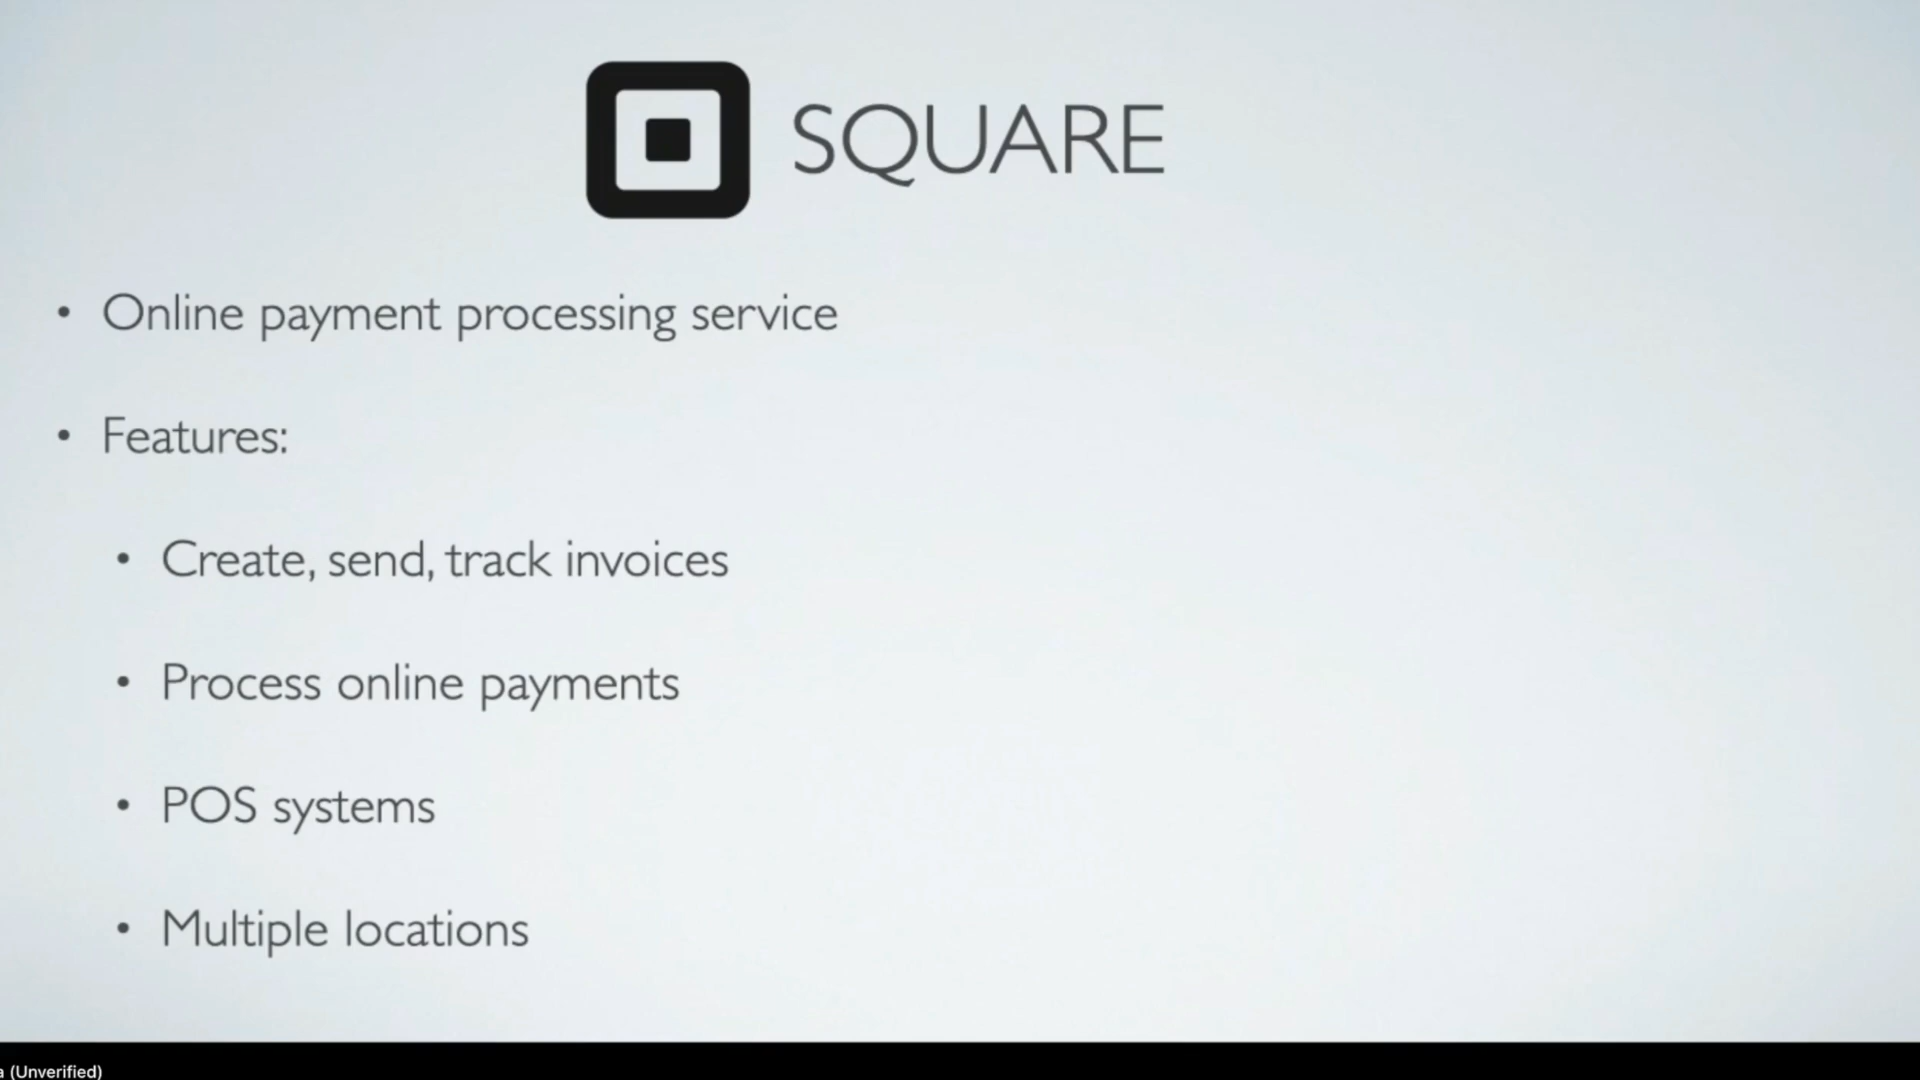 SQUARE
• Online payment processing service
• Features:
• Create, send, track invoices
• Process online payments
• POS systems
• Multiple locations
a (Unverified)